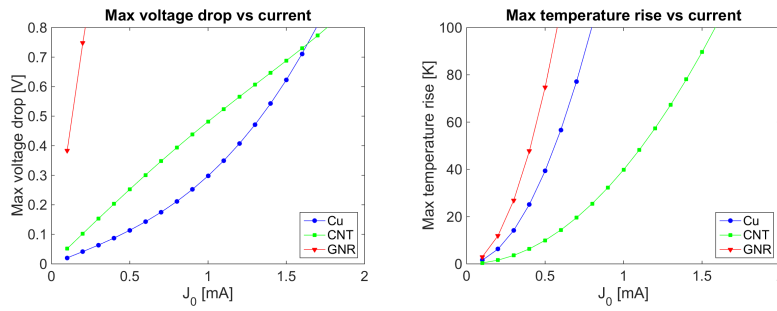 Max voltage drop vs current
Max voltage drop [V]
0.8
0.7
0.6
0.5
0.4
0.3
0.2
0.1
0
0 0.5 1 1.5 2
J0 [mA]
Cu
CNT
GNR
Max temperature rise vs current
Max temperature rise [K]
100
80
60
40
20
0
0 0.5 1 1.5
J0 [mA]
Cu
CNT
GNR